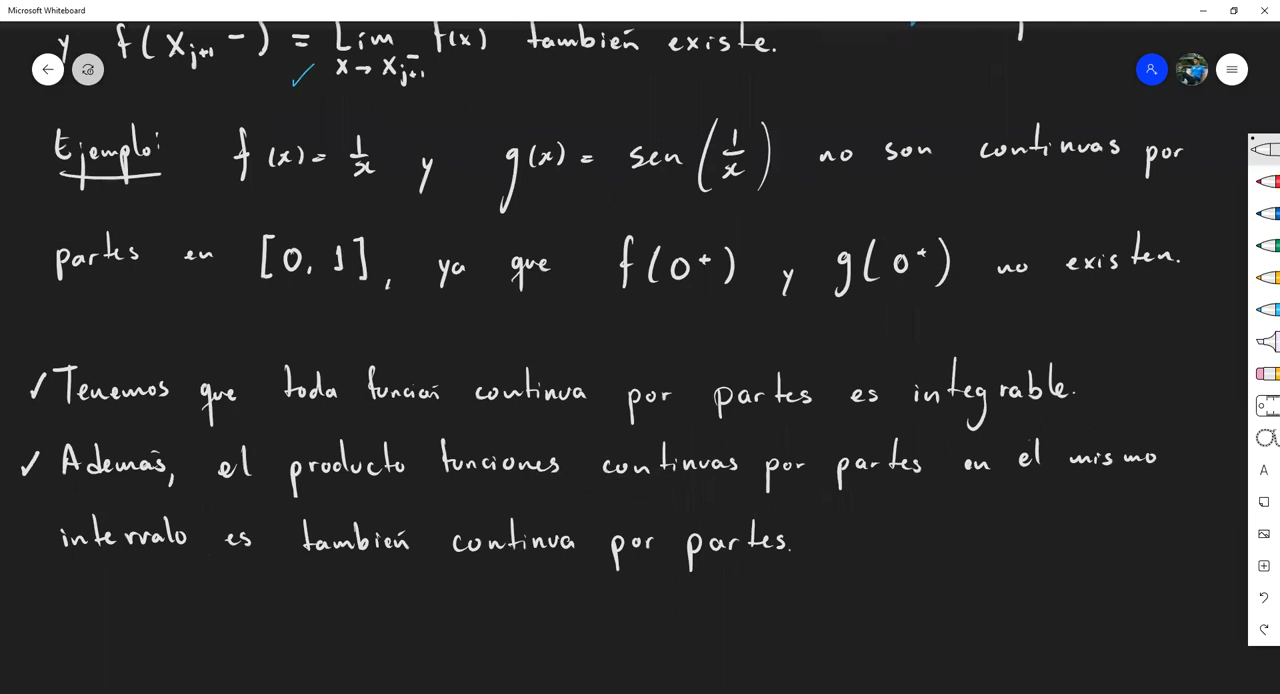 Microsoft Whiteboard
y f(x_{j+1} -) = Lim f(x) también existe.
x → x_{j+1}^-
Ejemplo: f(x) = 1/x y g(x) = sen(1/x) no son continuas por
partes en [0, 1], ya que f(0+) y g(0+) no existen.
✓ Tenemos que toda función continua por partes es integrable.
✓ Además, el producto funciones continuas por partes en el mismo
intervalo es también continua por partes.
A